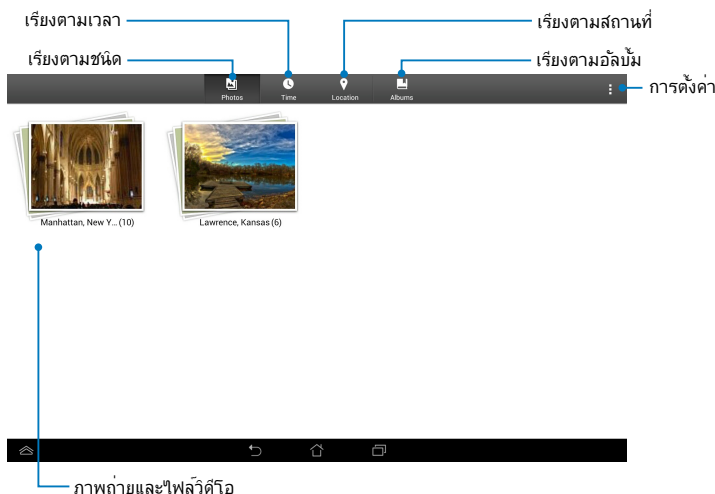 เรียงตามเวลา
เรียงตามสถานที่
เรียงตามชนิด
เรียงตามอัลบั้ม
Photos
Time
Location
Albums
การตั้งค่า
Manhattan, New Y... (10)
Lawrence, Kansas (6)
ภาพถ่ายและไฟล์วิดีโอ